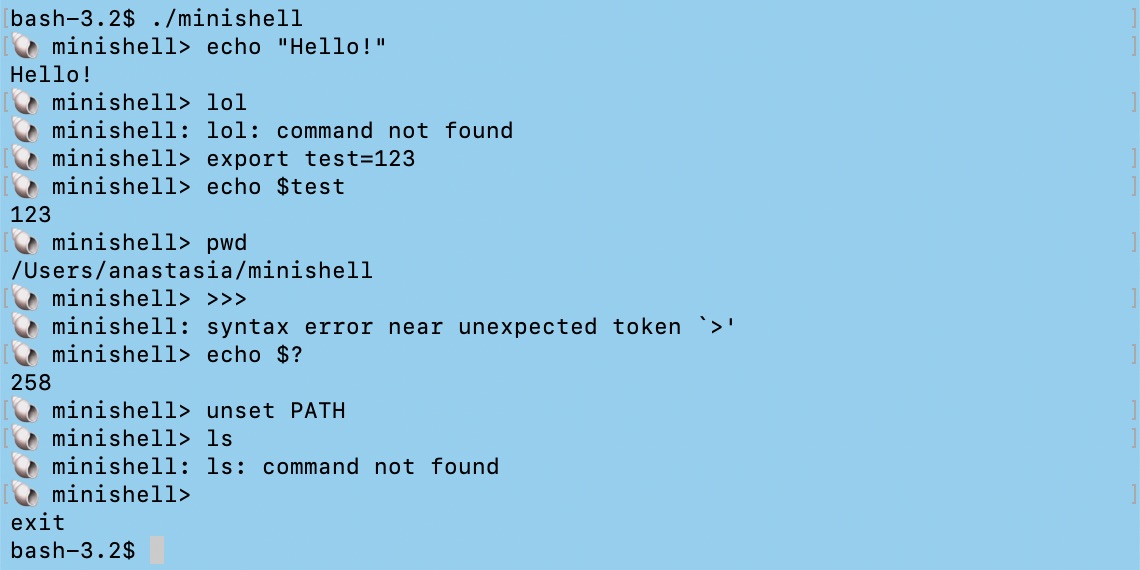 bash-3.2$ ./minishell
🐚 minishell> echo "Hello!"
Hello!
🐚 minishell> lol
🐚 minishell: lol: command not found
🐚 minishell> export test=123
🐚 minishell> echo $test
123
🐚 minishell> pwd
/Users/anastasia/minishell
🐚 minishell> >>>
🐚 minishell: syntax error near unexpected token `>'
🐚 minishell> echo $?
258
🐚 minishell> unset PATH
🐚 minishell> ls
🐚 minishell: ls: command not found
🐚 minishell>
exit
bash-3.2$